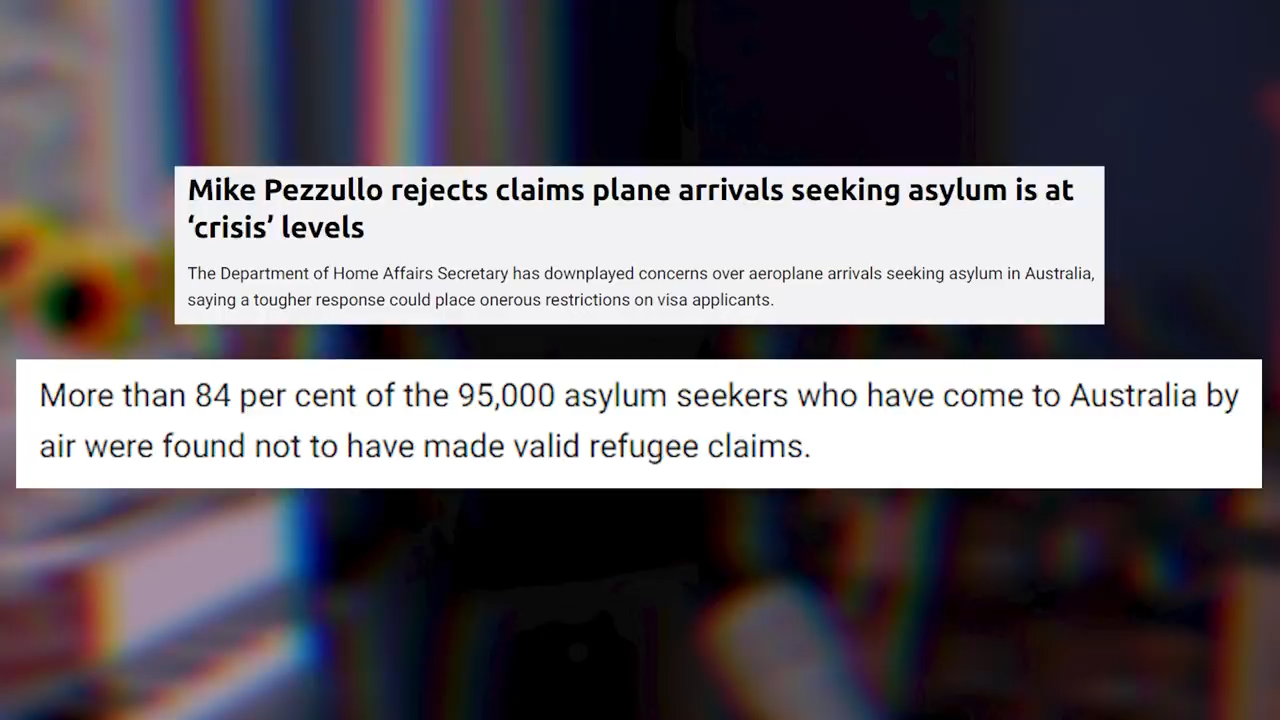 Mike Pezzullo rejects claims plane arrivals seeking asylum is at
‘crisis’ levels
The Department of Home Affairs Secretary has downplayed concerns over aeroplane arrivals seeking asylum in Australia,
saying a tougher response could place onerous restrictions on visa applicants.
More than 84 per cent of the 95,000 asylum seekers who have come to Australia by
air were found not to have made valid refugee claims.